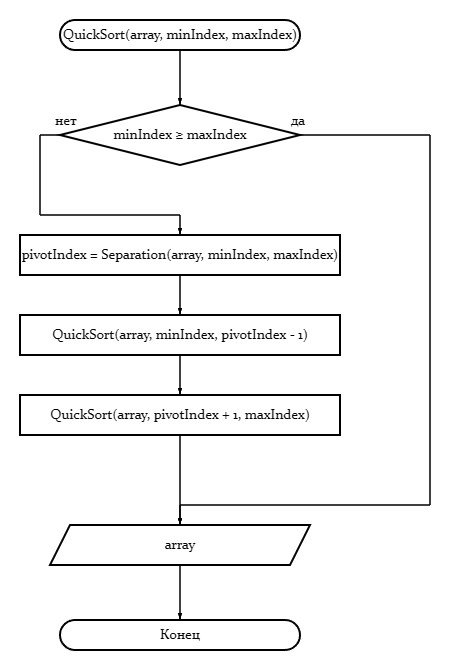 QuickSort(array, minIndex, maxIndex)
нет
да
minIndex ≥ maxIndex
pivotIndex = Separation(array, minIndex, maxIndex)
QuickSort(array, minIndex, pivotIndex - 1)
QuickSort(array, pivotIndex + 1, maxIndex)
array
Конец